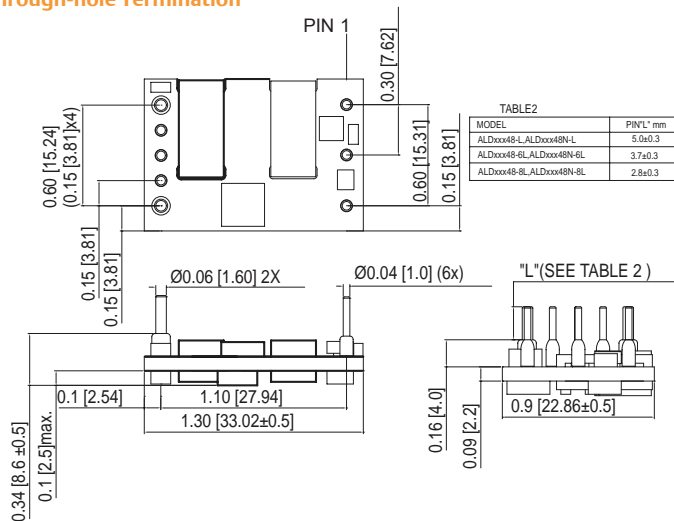 rough-hole Termination
PIN 1
0.30 [7.62]
0.60 [15.24]
(0.15 [3.81]x4)
0.15 [3.81]
0.15 [3.81]
0.60 [15.31]
0.15 [3.81]
TABLE2
MODEL PIN"L" mm
ALDxxx48-L,ALDxxx48N-L 5.0±0.3
ALDxxx48-6L,ALDxxx48N-6L 3.7±0.3
ALDxxx48-8L,ALDxxx48N-8L 2.8±0.3
Ø0.06 [1.60] 2X
Ø0.04 [1.0] (6x)
"L"(SEE TABLE 2 )
0.1 [2.54]
1.10 [27.94]
1.30 [33.02±0.5]
0.34 [8.6 ±0.5]
0.1 [2.5]max.
0.16 [4.0]
0.09 [2.2]
0.9 [22.86±0.5]